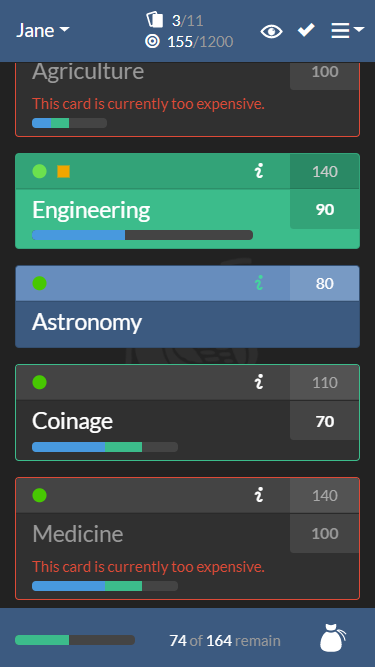 Jane
3/11
155/1200
Agriculture
100
This card is currently too expensive.
i
140
Engineering
90
i
80
Astronomy
i
110
Coinage
70
i
140
Medicine
100
This card is currently too expensive.
74 of 164 remain